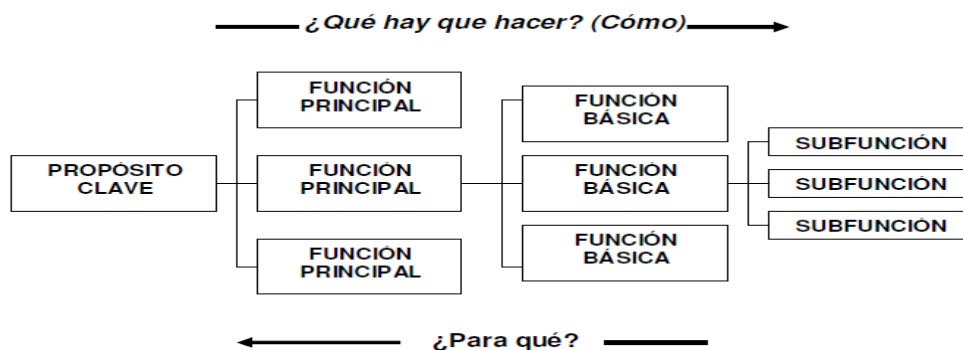 ¿Qué hay que hacer? (Cómo)
FUNCIÓN
PRINCIPAL
FUNCIÓN
BÁSICA
SUBFUNCIÓN
PROPÓSITO
CLAVE
FUNCIÓN
PRINCIPAL
FUNCIÓN
BÁSICA
SUBFUNCIÓN
SUBFUNCIÓN
FUNCIÓN
PRINCIPAL
FUNCIÓN
BÁSICA
¿Para qué?